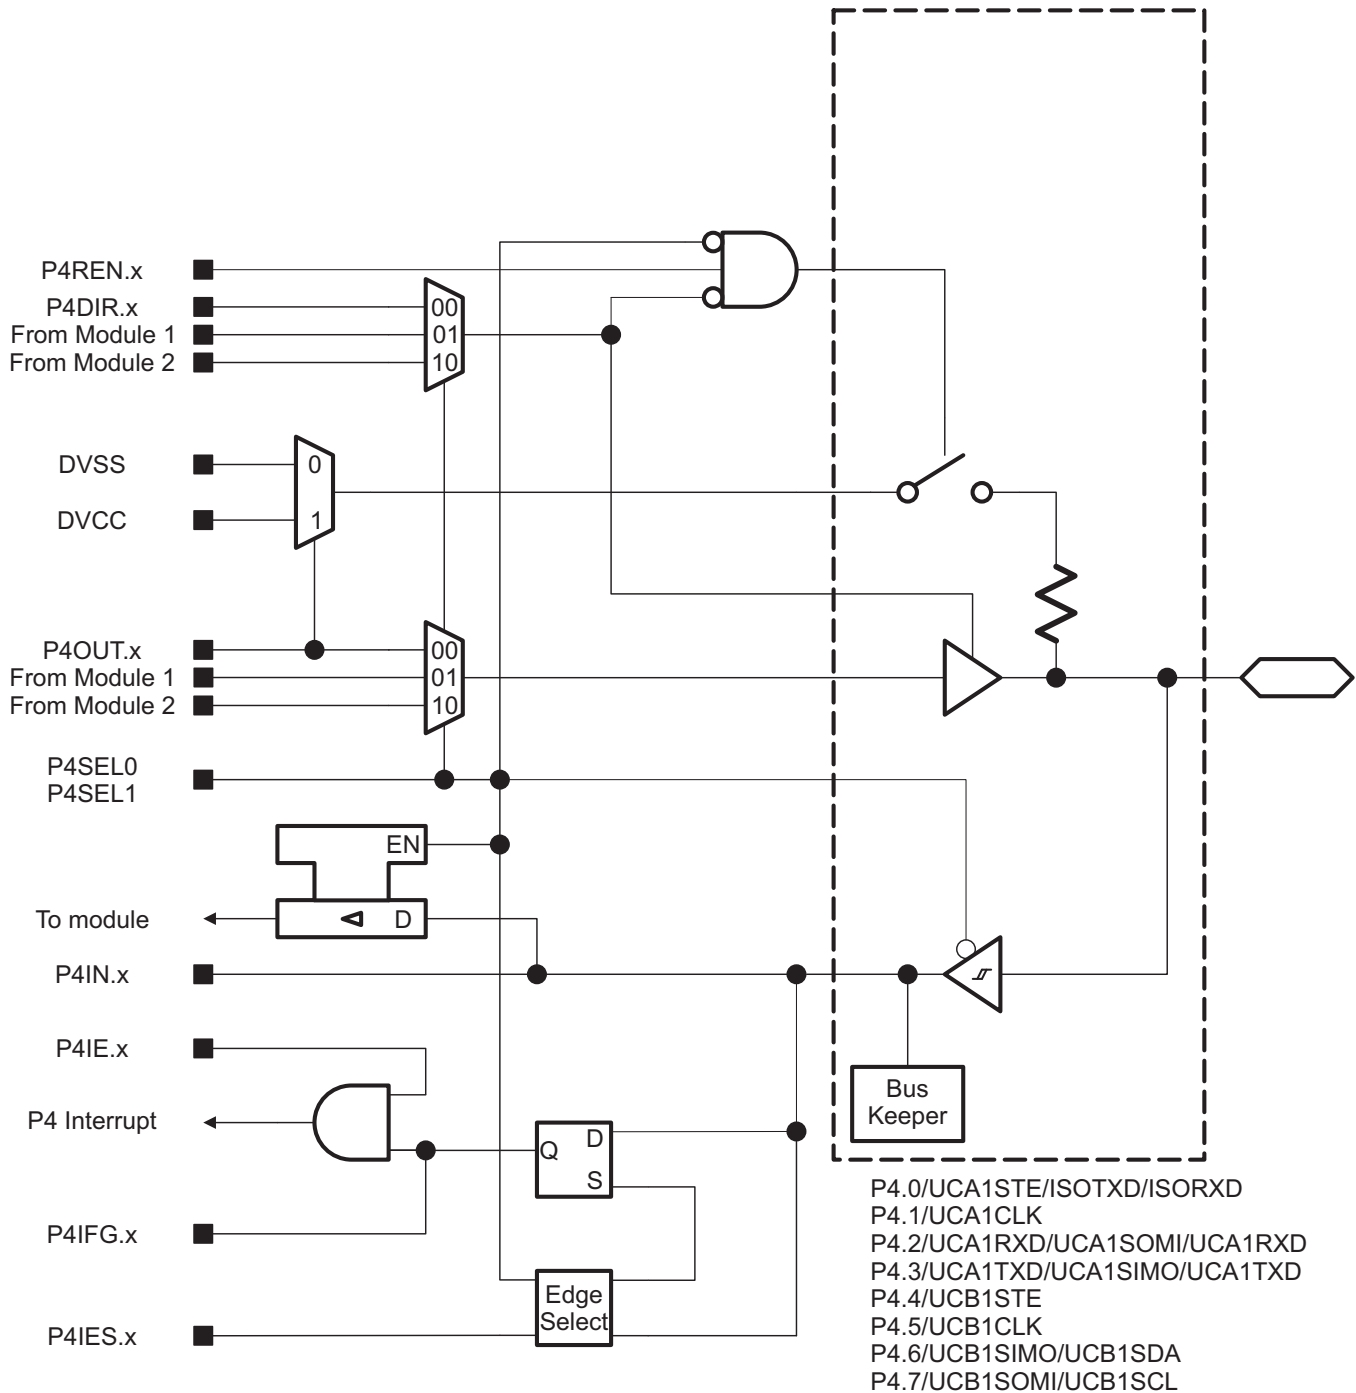 P4REN.x
P4DIR.x
From Module 1
From Module 2
00
01
10
DVSS
DVCC
0
1
P4OUT.x
From Module 1
From Module 2
00
01
10
P4SEL0
P4SEL1
EN
To module
D
P4IN.x
P4IE.x
Bus
Keeper
P4 Interrupt
Q
D
S
P4IFG.x
Edge
Select
P4IES.x
P4.0/UCA1STE/ISOTXD/ISORXD
P4.1/UCA1CLK
P4.2/UCA1RXD/UCA1SOMI/UCA1RXD
P4.3/UCA1TXD/UCA1SIMO/UCA1TXD
P4.4/UCB1STE
P4.5/UCB1CLK
P4.6/UCB1SIMO/UCB1SDA
P4.7/UCB1SOMI/UCB1SCL